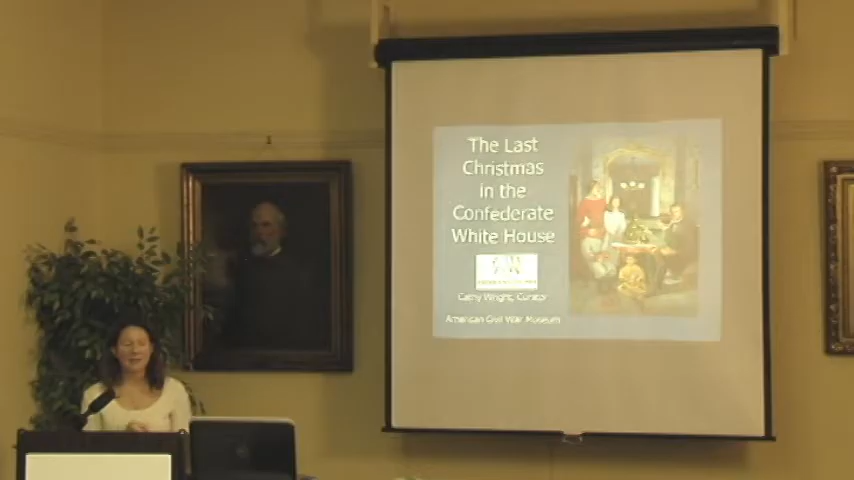 The Last
Christmas
in the
Confederate
White House
Cathy Wright, Curator
American Civil War Museum